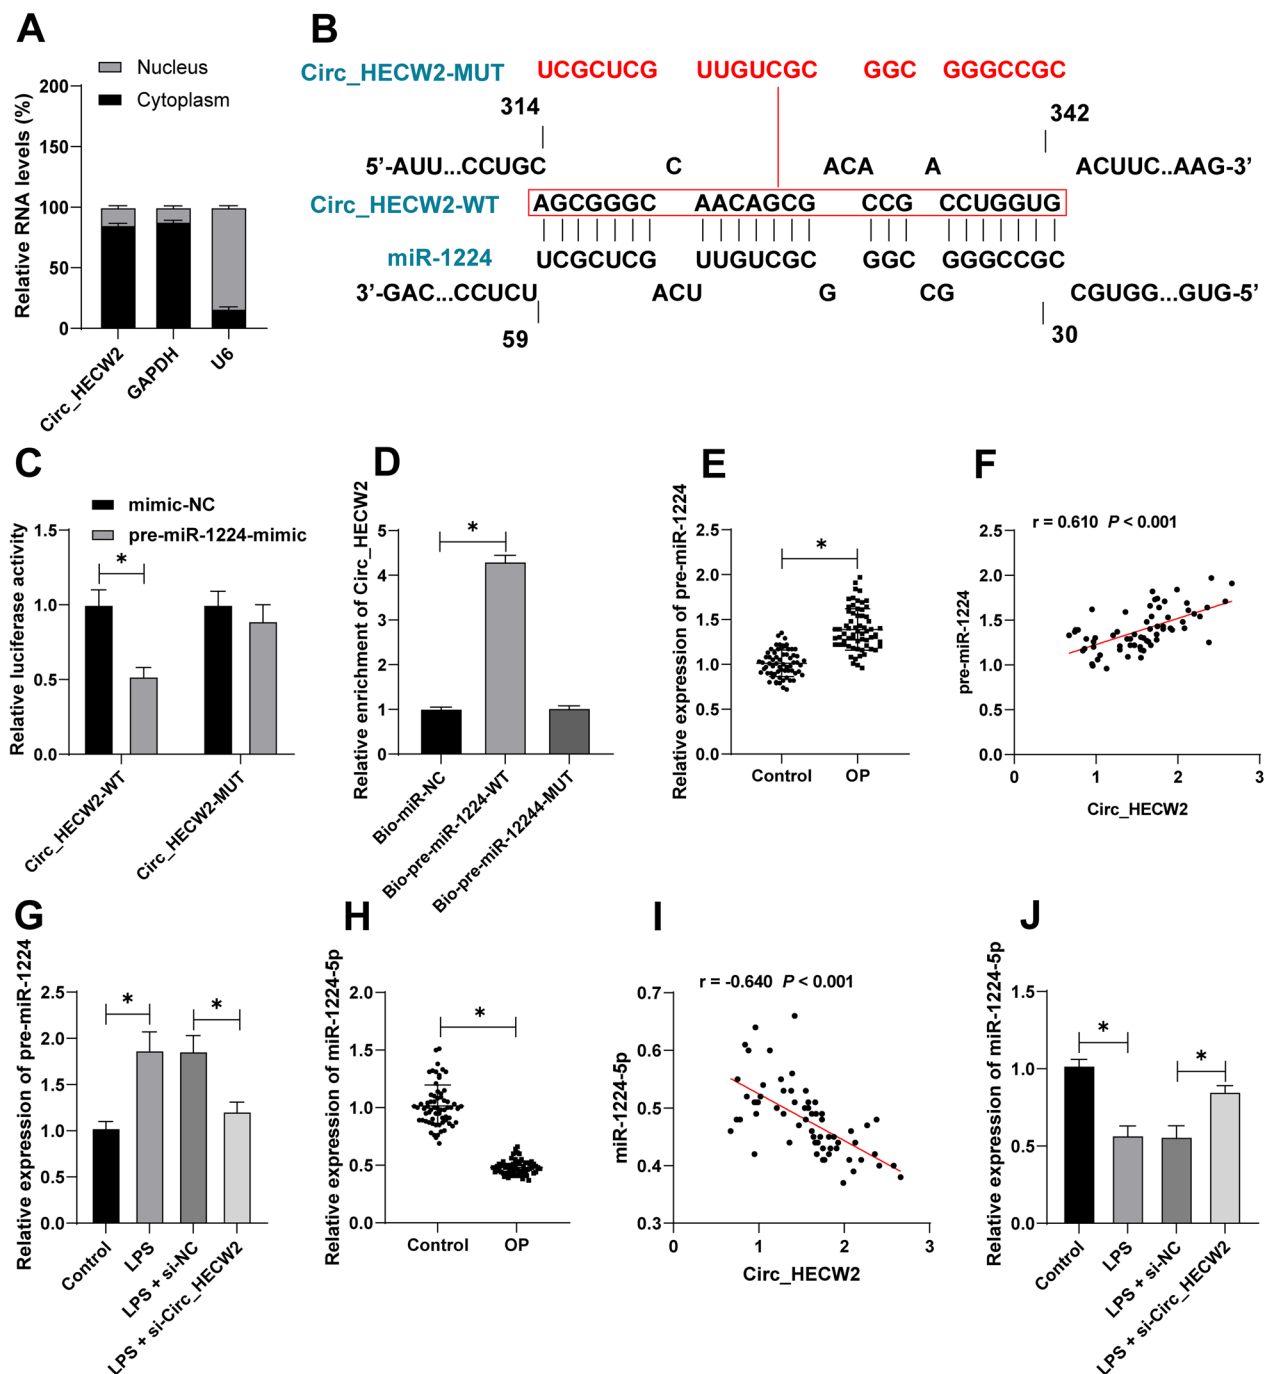 A
Nucleus
Cytoplasm
Relative RNA levels (%)
200
150
100
50
0
Circ_HECW2
GAPDH
U6
B
Circ_HECW2-MUT UCGCUCG UUGUCGC GGC GGGCCGC
314
342
5’-AUU...CCUGC C ACA A ACUUC..AAG-3’
Circ_HECW2-WT AGCGGGC AACAGCG CCG CCUGGUG
miR-1224 UCGCUCG UUGUCGC GGC GGGCCGC
3’-GAC...CCUCU ACU G CG CGUGG...GUG-5’
59
30
C
mimic-NC
pre-miR-1224-mimic
Relative luciferase activity
1.5
1.0
0.5
0.0
*
Circ_HECW2-WT
Circ_HECW2-MUT
D
Relative enrichment of Circ_HECW2
5
4
3
2
1
0
*
Bio-miR-NC
Bio-pre-miR-1224-WT
Bio-pre-miR-12244-MUT
E
Relative expression of pre-miR-1224
2.5
2.0
1.5
1.0
0.5
0.0
*
Control
OP
F
r = 0.610 P < 0.001
pre-miR-1224
2.5
2.0
1.5
1.0
0.5
0.0
0 1 2 3
Circ_HECW2
G
Relative expression of pre-miR-1224
2.5
2.0
1.5
1.0
0.5
0.0
* *
Control
LPS
LPS + si-NC
LPS + si-Circ_HECW2
H
Relative expression of miR-1224-5p
2.0
1.5
1.0
0.5
0.0
*
Control
OP
I
r = -0.640 P < 0.001
miR-1224-5p
0.7
0.6
0.5
0.4
0.3
0 1 2 3
Circ_HECW2
J
Relative expression of miR-1224-5p
1.5
1.0
0.5
0.0
* *
Control
LPS
LPS + si-NC
LPS + si-Circ_HECW2